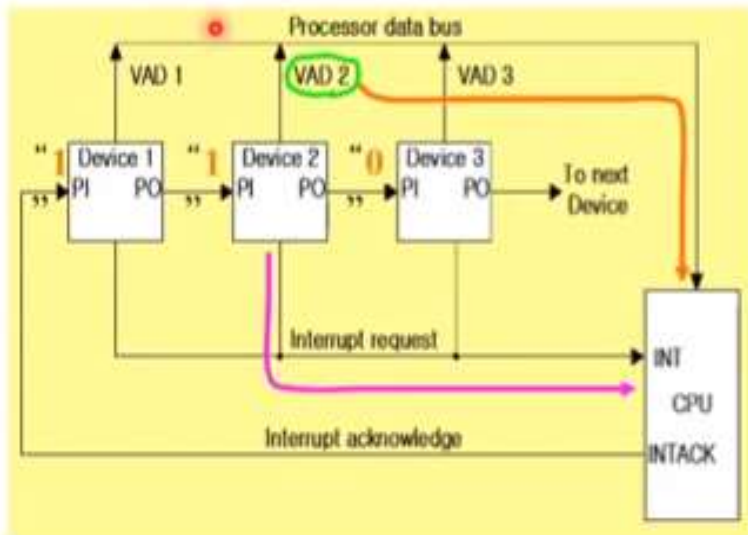 Processor data bus
VAD 1
VAD 2
VAD 3
“1”
Device 1
PI PO
“1”
Device 2
PI PO
“0”
Device 3
PI PO
To next
Device
Interrupt request
INT
CPU
Interrupt acknowledge
INTACK